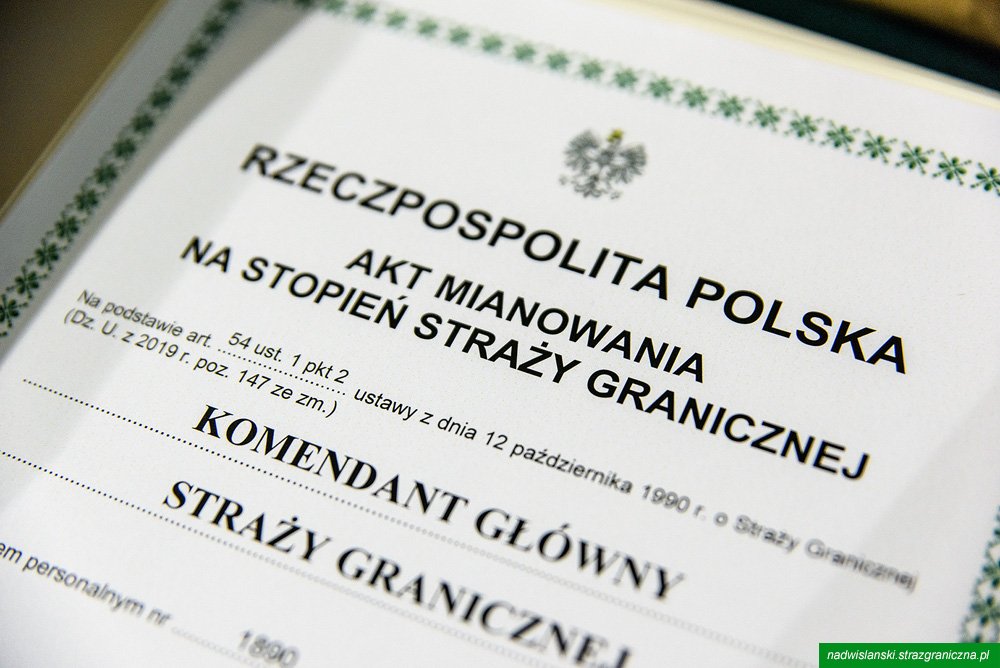 RZECZPOSPOLITA POLSKA
AKT MIANOWANIA
NA STOPIEŃ STRAŻY GRANICZNEJ
Na podstawie art. 54 ust. 1 pkt 2 ustawy z dnia 12 października 1990 r. o Straży Granicznej
(Dz. U. z 2019 r. poz. 147 ze zm.)
KOMENDANT GŁÓWNY
STRAŻY GRANICZNEJ
em personalnym nr 1890
nadwislanski.strazgraniczna.pl